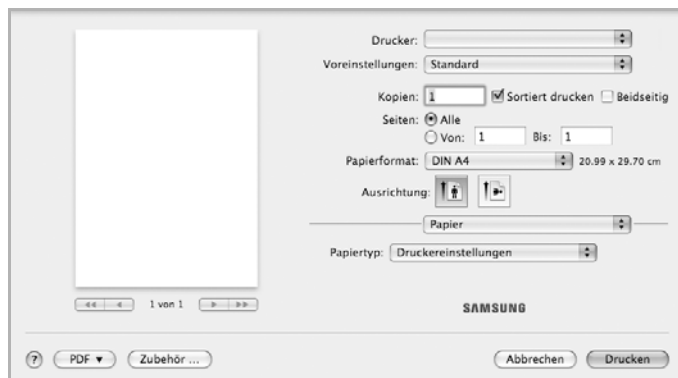 Drucker:
Voreinstellungen: Standard
Kopien: 1 Sortiert drucken Beidseitig
Seiten: Alle
Von: 1 Bis: 1
Papierformat: DIN A4 20.99 x 29.70 cm
Ausrichtung:
Papier
Papiertyp: Druckereinstellungen
1 von 1
SAMSUNG
? PDF Zubehör ... Abbrechen Drucken